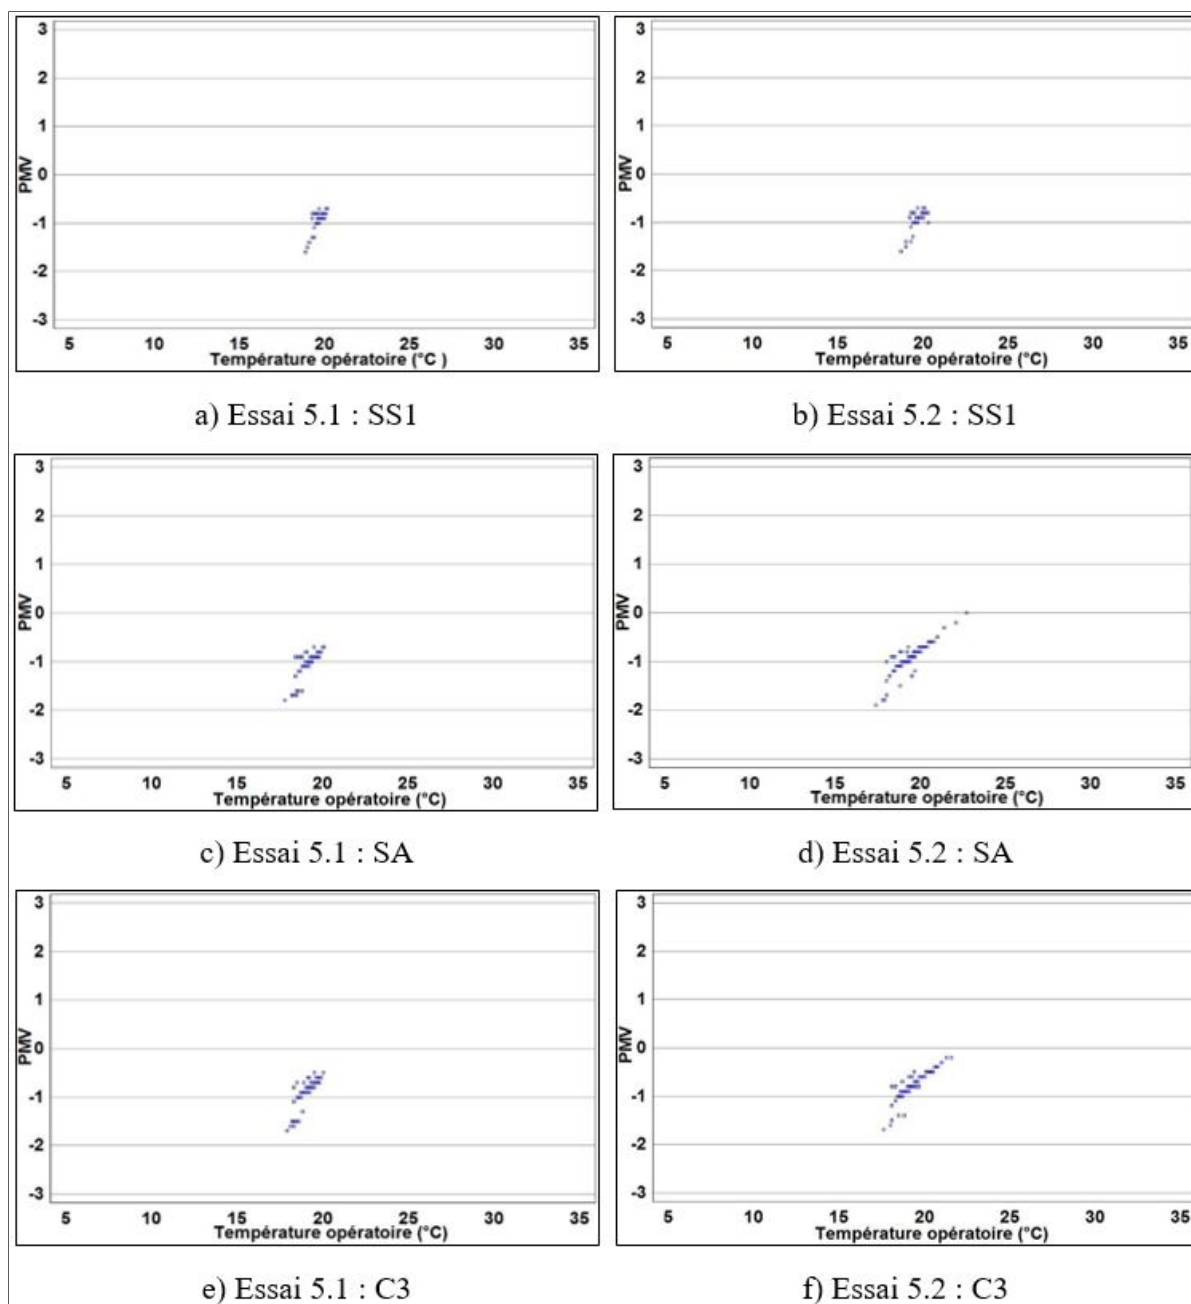 3
2
1
PMV 0
-1
-2
-3
5 10 15 20 25 30 35
Température opératoire (°C )
a) Essai 5.1 : SS1
3
2
1
PMV 0
-1
-2
-3
5 10 15 20 25 30 35
Température opératoire (°C)
b) Essai 5.2 : SS1
3
2
1
PMV 0
-1
-2
-3
5 10 15 20 25 30 35
Température opératoire (°C)
c) Essai 5.1 : SA
3
2
1
PMV 0
-1
-2
-3
5 10 15 20 25 30 35
Température opératoire (°C)
d) Essai 5.2 : SA
3
2
1
PMV 0
-1
-2
-3
5 10 15 20 25 30 35
Température opératoire (°C)
e) Essai 5.1 : C3
3
2
1
PMV 0
-1
-2
-3
5 10 15 20 25 30 35
Température opératoire (°C)
f) Essai 5.2 : C3